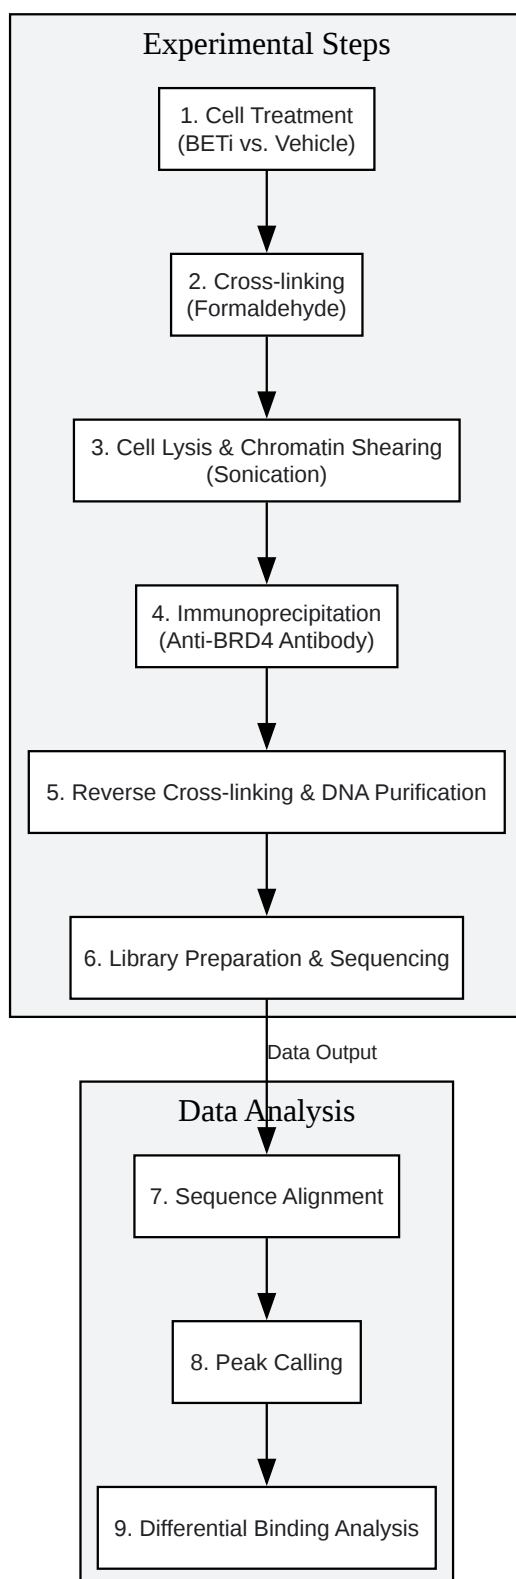 Experimental Steps
1. Cell Treatment
(BETi vs. Vehicle)
2. Cross-linking
(Formaldehyde)
3. Cell Lysis & Chromatin Shearing
(Sonication)
4. Immunoprecipitation
(Anti-BRD4 Antibody)
5. Reverse Cross-linking & DNA Purification
6. Library Preparation & Sequencing
Data Output
Data Analysis
7. Sequence Alignment
8. Peak Calling
9. Differential Binding Analysis